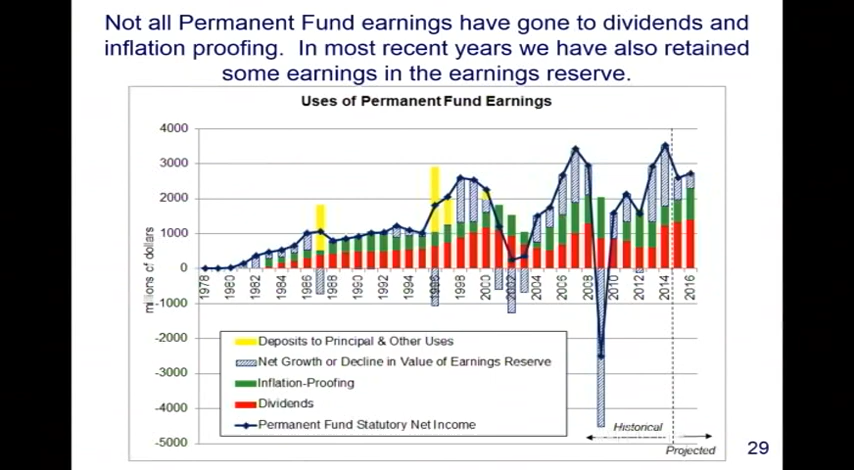 Not all Permanent Fund earnings have gone to dividends and
inflation proofing. In most recent years we have also retained
some earnings in the earnings reserve.
Uses of Permanent Fund Earnings
4000
3000
2000
1000
0
-1000
-2000
-3000
-4000
-5000
millions of dollars
1978
1980
1982
1984
1986
1988
1990
1992
1994
1996
1998
2000
2002
2004
2006
2008
2010
2012
2014
2016
Deposits to Principal & Other Uses
Net Growth or Decline in Value of Earnings Reserve
Inflation-Proofing
Dividends
Permanent Fund Statutory Net Income
Historical
Projected
29